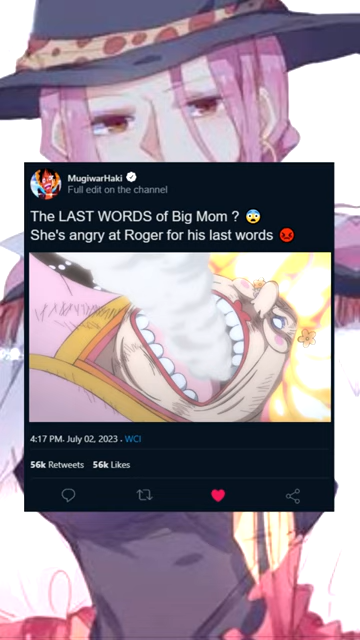 MugiwarHaki
Full edit on the channel
The LAST WORDS of Big Mom ? 😨
She's angry at Roger for his last words 😡
4:17 PM. July 02, 2023 . WCI
56k Retweets 56k Likes